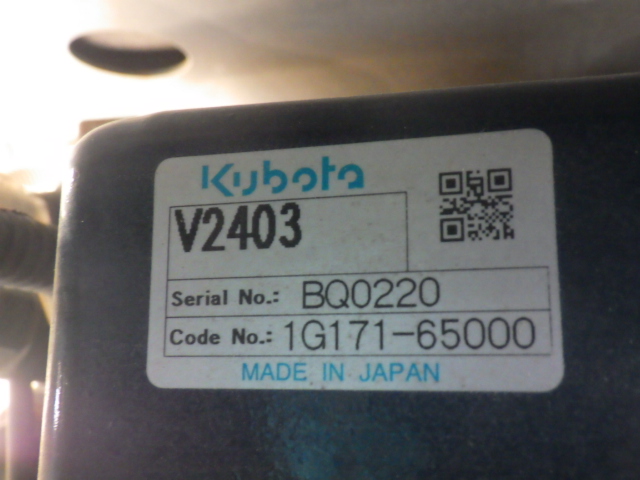 Kubota
V2403
Serial No.: BQ0220
Code No.: 1G171-65000
MADE IN JAPAN